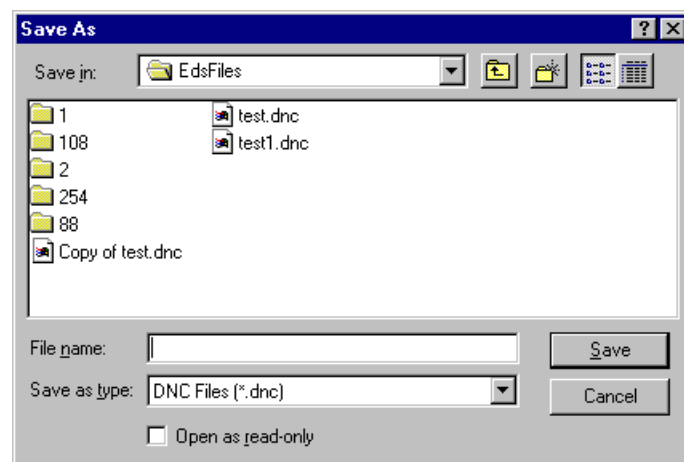 Save As
Save in: EdsFiles
1
108
2
254
88
Copy of test.dnc
test.dnc
test1.dnc
File name:
Save
Save as type: DNC Files (*.dnc)
Cancel
Open as read-only